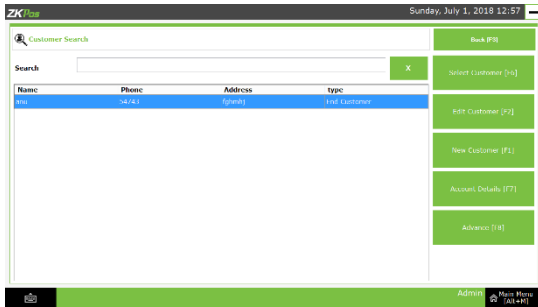 ZKPos
Sunday, July 1, 2018 12:57
Customer Search
Back [F3]
Search
X
Select Customer [F6]
Name Phone Address type
anu 54743 fghmhj End Customer
Edit Customer [F2]
New Customer [F1]
Account Details [F7]
Advance [F8]
Admin
Main Menu
[Alt+M]